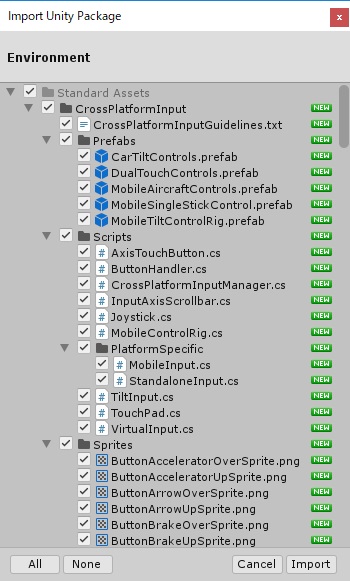 Import Unity Package
x
Environment
Standard Assets
CrossPlatformInput NEW
CrossPlatformInputGuidelines.txt NEW
Prefabs NEW
CarTiltControls.prefab NEW
DualTouchControls.prefab NEW
MobileAircraftControls.prefab NEW
MobileSingleStickControl.prefab NEW
MobileTiltControlRig.prefab NEW
Scripts NEW
# AxisTouchButton.cs NEW
# ButtonHandler.cs NEW
# CrossPlatformInputManager.cs NEW
# InputAxisScrollbar.cs NEW
# Joystick.cs NEW
# MobileControlRig.cs NEW
PlatformSpecific NEW
# MobileInput.cs NEW
# StandaloneInput.cs NEW
# TiltInput.cs NEW
# TouchPad.cs NEW
# VirtualInput.cs NEW
Sprites NEW
ButtonAcceleratorOverSprite.png NEW
ButtonAcceleratorUpSprite.png NEW
ButtonArrowOverSprite.png NEW
ButtonArrowUpSprite.png NEW
ButtonBrakeOverSprite.png NEW
ButtonBrakeUpSprite.png NEW
All None Cancel Import